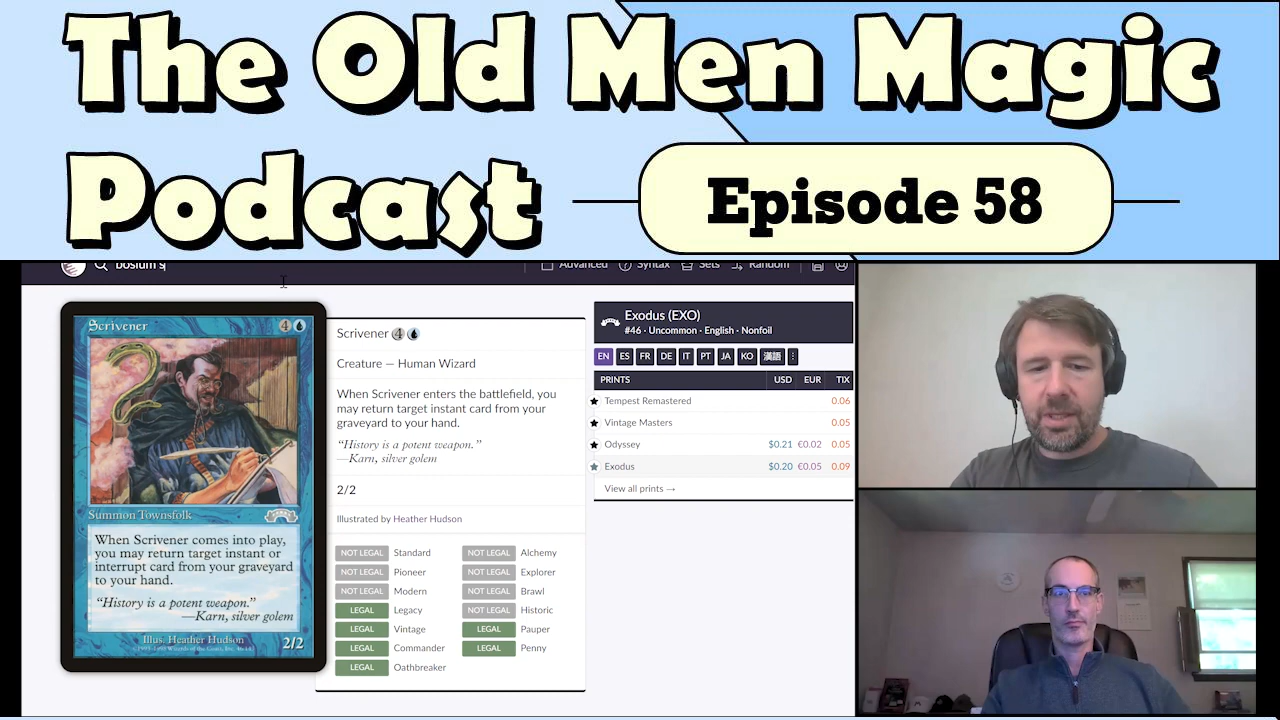 The Old Men Magic
Podcast
Episode 58
bosium s
Advanced
Syntax
Sets
Random
Scrivener 4
Summon Townsfolk
When Scrivener comes into play,
you may return target instant or
interrupt card from your graveyard
to your hand.
"History is a potent weapon."
—Karn, silver golem
Illus. Heather Hudson
2/2
Scrivener 4
Creature — Human Wizard
When Scrivener enters the battlefield, you
may return target instant card from your
graveyard to your hand.
"History is a potent weapon."
—Karn, silver golem
2/2
Illustrated by Heather Hudson
NOT LEGAL Standard NOT LEGAL Alchemy
NOT LEGAL Pioneer NOT LEGAL Explorer
NOT LEGAL Modern NOT LEGAL Brawl
LEGAL Legacy NOT LEGAL Historic
LEGAL Vintage LEGAL Pauper
LEGAL Commander LEGAL Penny
LEGAL Oathbreaker
Exodus (EXO)
#46 · Uncommon · English · Nonfoil
EN ES FR DE IT PT JA KO 漢語
PRINTS USD EUR TIX
Tempest Remastered 0.06
Vintage Masters 0.05
Odyssey $0.21 €0.02 0.05
Exodus $0.20 €0.05 0.09
View all prints →